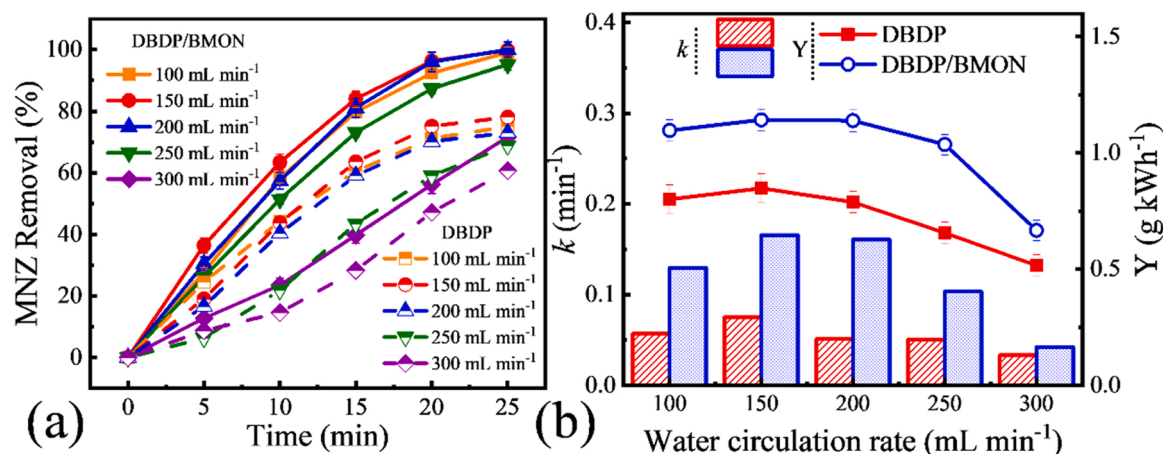 MNZ Removal (%)
100
80
60
40
20
0
DBDP/BMON
100 mL min⁻¹
150 mL min⁻¹
200 mL min⁻¹
250 mL min⁻¹
300 mL min⁻¹
DBDP
100 mL min⁻¹
150 mL min⁻¹
200 mL min⁻¹
250 mL min⁻¹
300 mL min⁻¹
0 5 10 15 20 25
(a)
Time (min)
k (min⁻¹)
0.4
0.3
0.2
0.1
0.0
k
Y
DBDP
DBDP/BMON
1.5
1.0
0.5
0.0
Y (g kWh⁻¹)
100 150 200 250 300
(b)
Water circulation rate (mL min⁻¹)